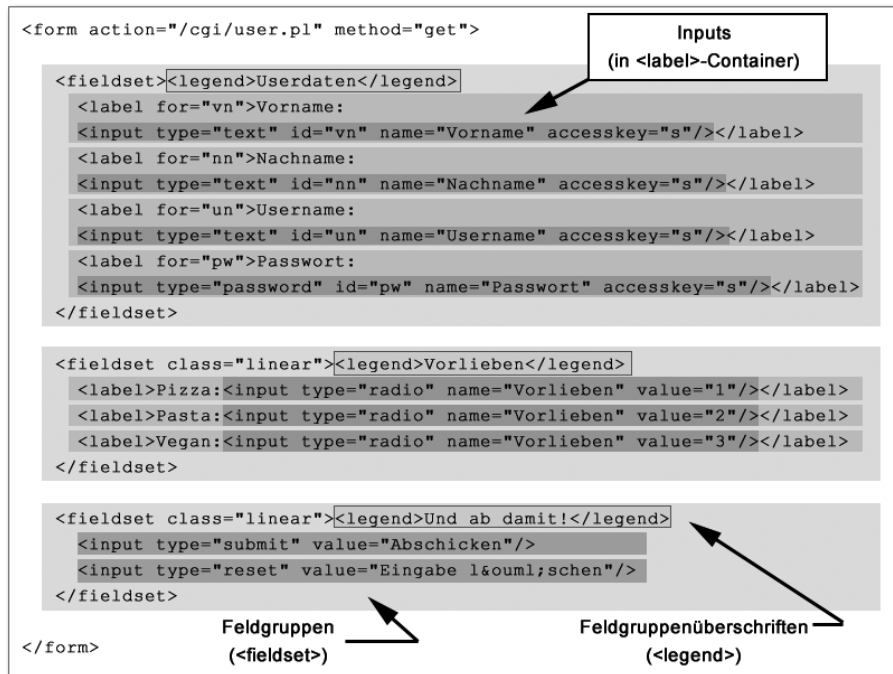 <form action="/cgi/user.pl" method="get">
Inputs
(in <label>-Container)
<fieldset><legend>Userdaten</legend>
<label for="vn">Vorname:
<input type="text" id="vn" name="Vorname" accesskey="s"/></label>
<label for="nn">Nachname:
<input type="text" id="nn" name="Nachname" accesskey="s"/></label>
<label for="un">Username:
<input type="text" id="un" name="Username" accesskey="s"/></label>
<label for="pw">Passwort:
<input type="password" id="pw" name="Passwort" accesskey="s"/></label>
</fieldset>
<fieldset class="linear"><legend>Vorlieben</legend>
<label>Pizza:<input type="radio" name="Vorlieben" value="1"/></label>
<label>Pasta:<input type="radio" name="Vorlieben" value="2"/></label>
<label>Vegan:<input type="radio" name="Vorlieben" value="3"/></label>
</fieldset>
<fieldset class="linear"><legend>Und ab damit!</legend>
<input type="submit" value="Abschicken"/>
<input type="reset" value="Eingabe l&ouml;schen"/>
</fieldset>
Feldgruppen
(<fieldset>)
Feldgruppenüberschriften
(<legend>)
</form>